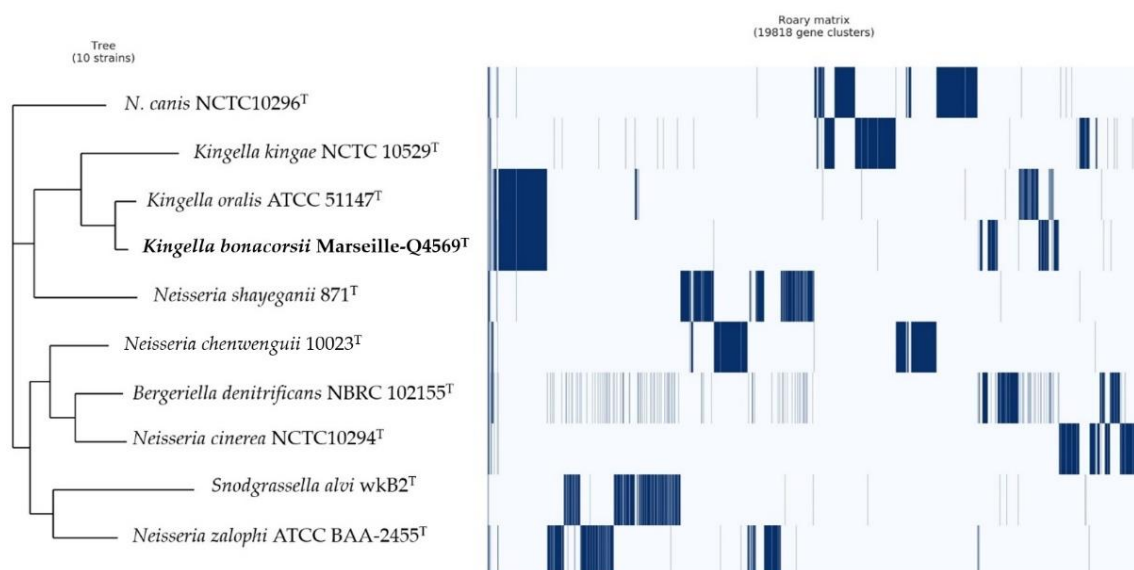 Roary matrix
(19818 gene clusters)
Tree
(10 strains)
N. canis NCTC10296ᵀ
Kingella kingae NCTC 10529ᵀ
Kingella oralis ATCC 51147ᵀ
Kingella bonacorsii Marseille-Q4569ᵀ
Neisseria shayeganii 871ᵀ
Neisseria chenwenguii 10023ᵀ
Bergeriella denitrificans NBRC 102155ᵀ
Neisseria cinerea NCTC10294ᵀ
Snodgrassella alvi wkB2ᵀ
Neisseria zalophi ATCC BAA-2455ᵀ